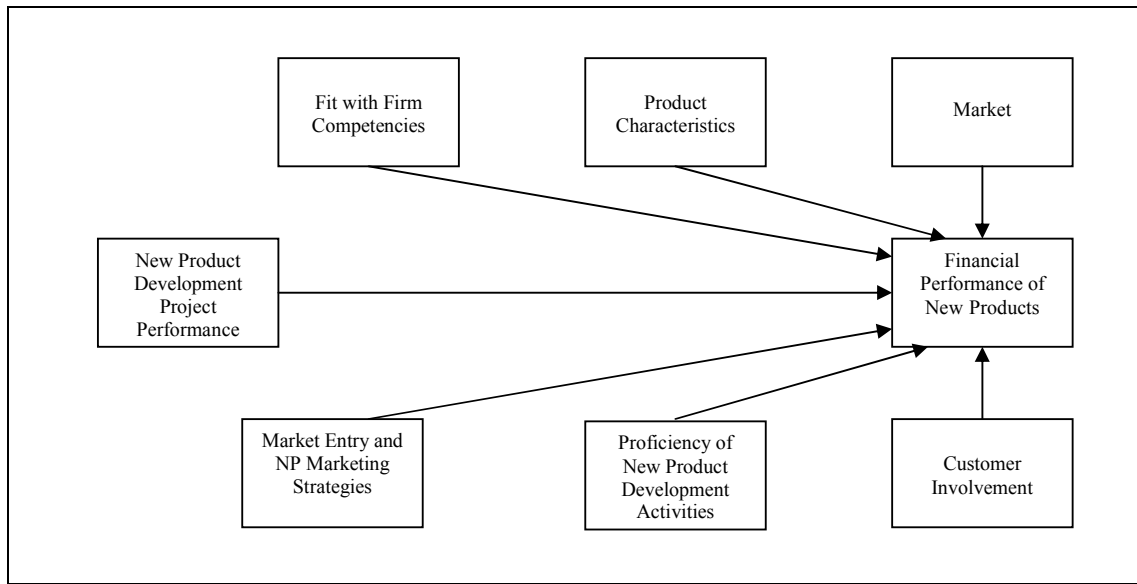 Fit with Firm
Competencies
Product
Characteristics
Market
New Product
Development
Project
Performance
Financial
Performance of
New Products
Market Entry and
NP Marketing
Strategies
Proficiency of
New Product
Development
Activities
Customer
Involvement